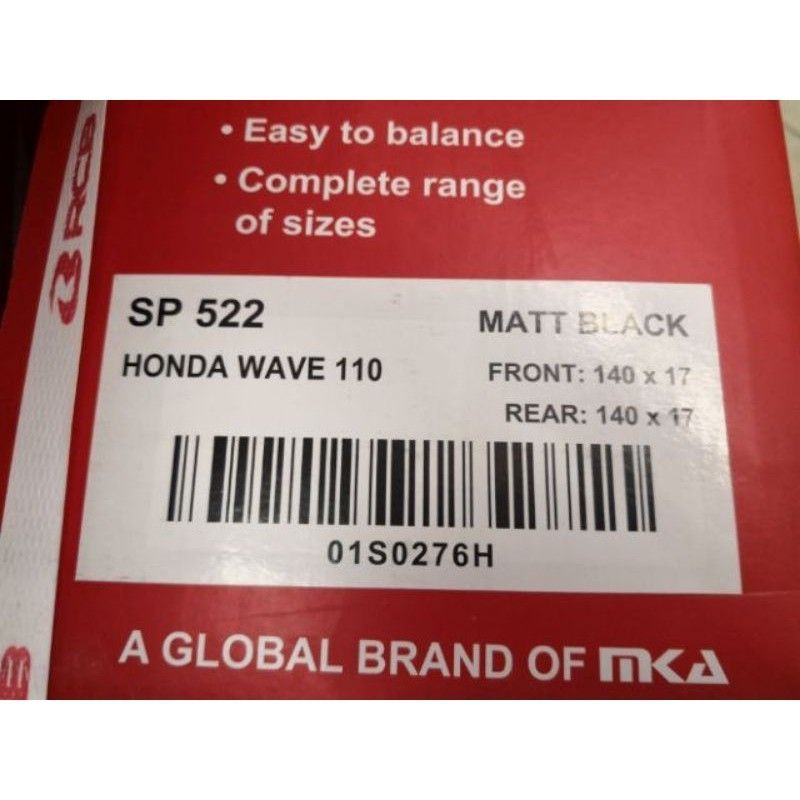 RCB
• Easy to balance
• Complete range
of sizes
SP 522
MATT BLACK
HONDA WAVE 110
FRONT: 140 x 17
REAR: 140 x 17
01S0276H
A GLOBAL BRAND OF MKA